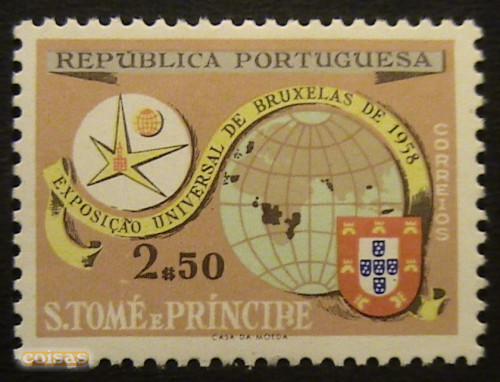 REPÚBLICA PORTUGUESA
EXPOSIÇÃO UNIVERSAL DE BRUXELAS DE 1958
CORREIOS
2$50
S. TOMÉ E PRÍNCIPE
CASA DA MOEDA
coisas